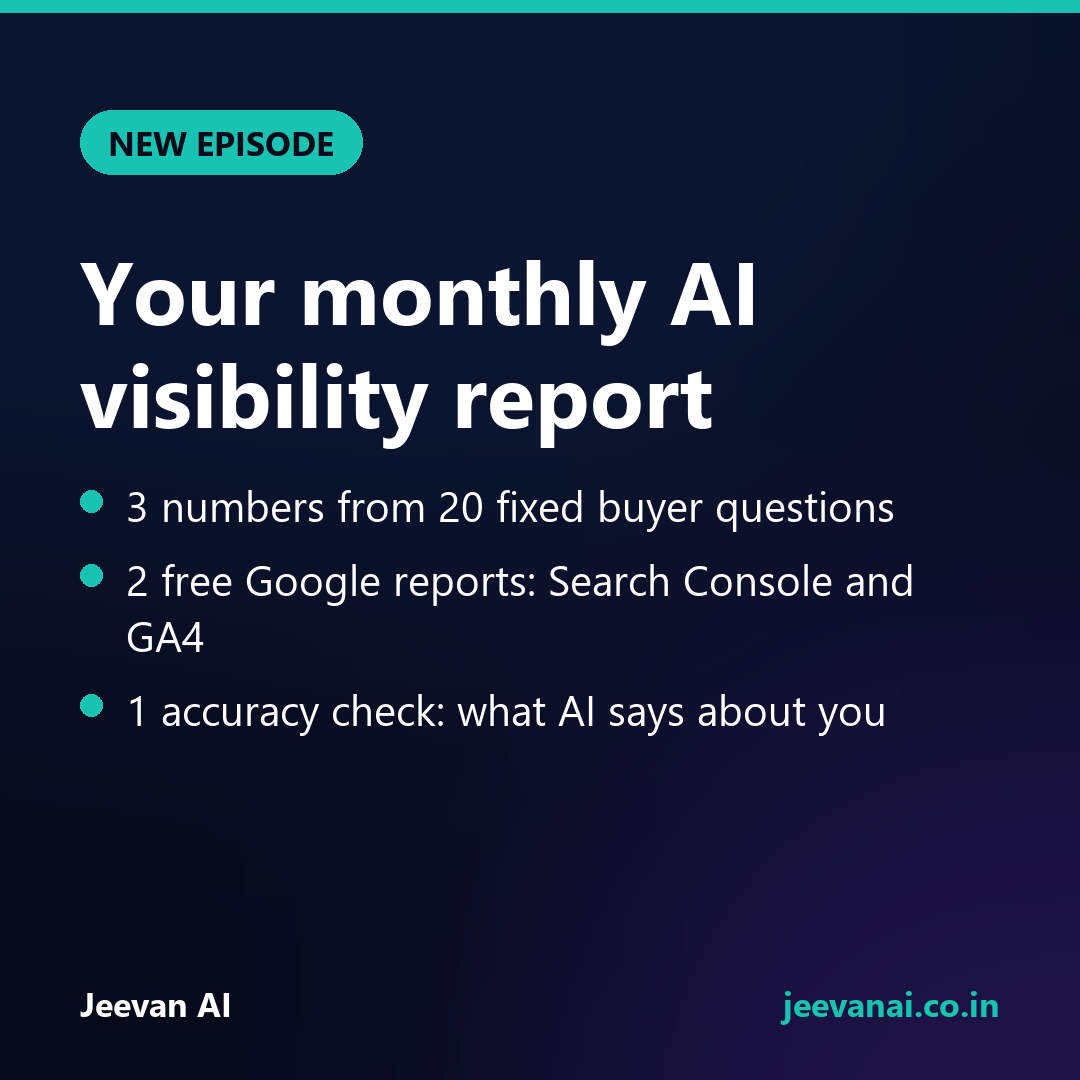 NEW EPISODE
Your monthly AI
visibility report
3 numbers from 20 fixed buyer questions
2 free Google reports: Search Console and
GA4
1 accuracy check: what AI says about you
Jeevan AI
jeevanai.co.in